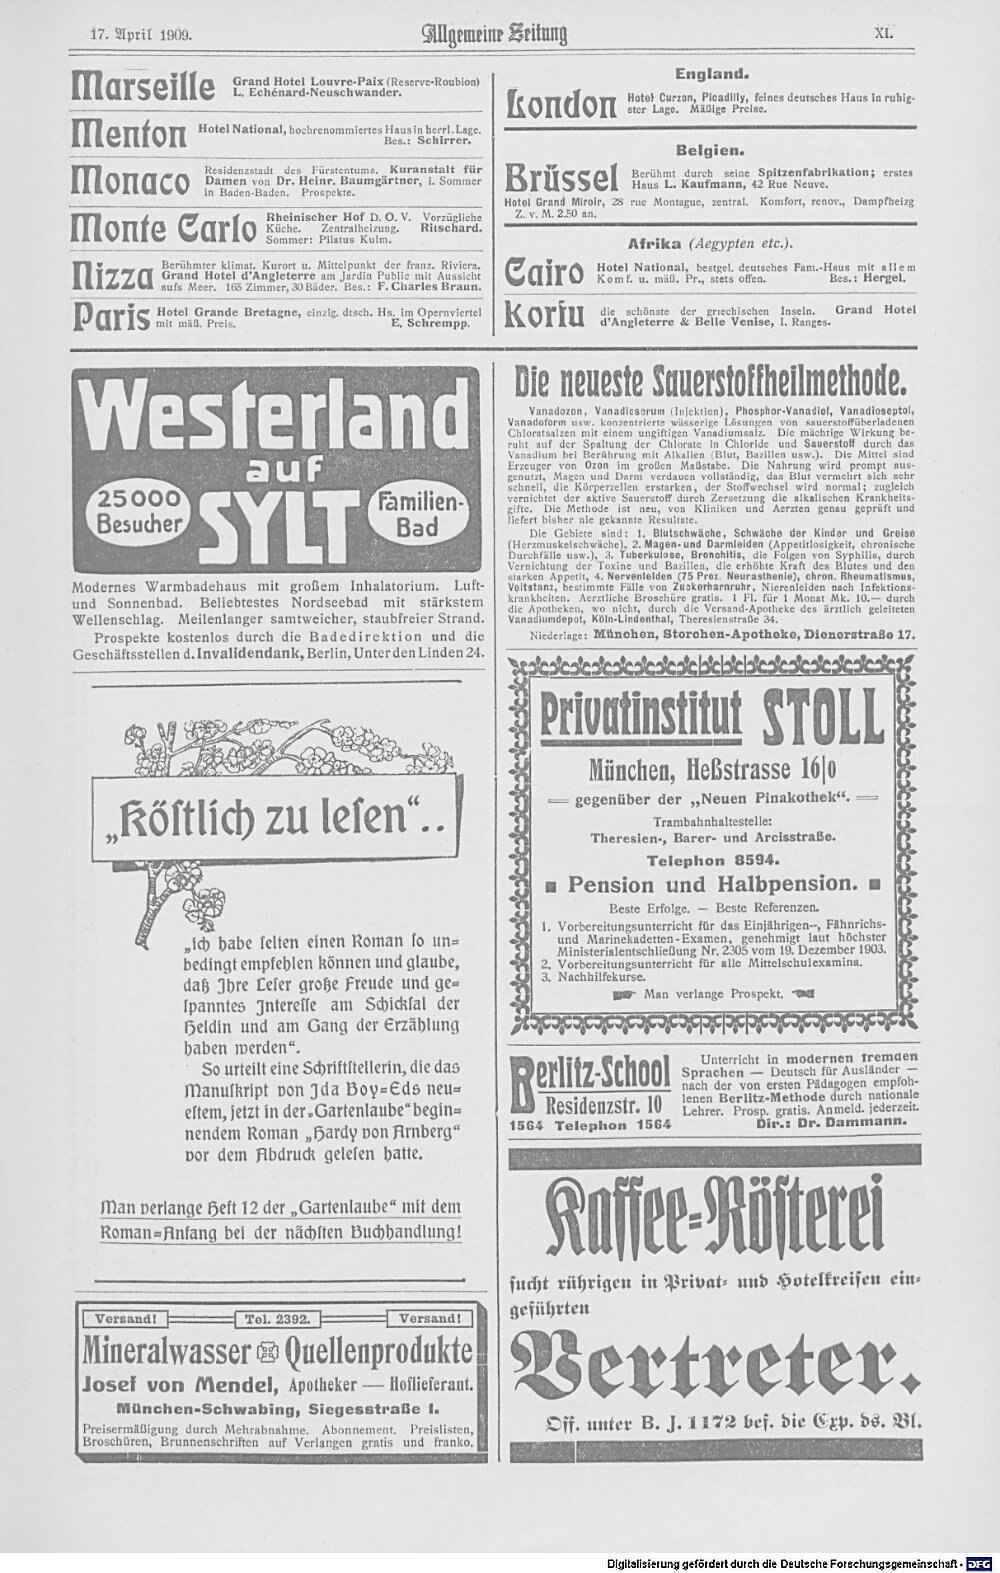 17. April 1909.
Allgemeine Zeitung
XI.
Marseille
Grand Hotel Louvre-Paix (Reserve-Roubion)
L. Echénard-Neuschwander.
Menton
Hotel National, hochrenommiertes Haus in herrl. Lage.
Bes.: Schirrer.
Monaco
Residenzstadt des Fürstentums. Kuranstalt für
Damen von Dr. Heinr. Baumgärtner, i. Sommer
in Baden-Baden. Prospekte.
Monte Carlo
Rheinischer Hof D. O. V. Vorzügliche
Küche. Zentralheizung. Ritschard.
Sommer: Pilatus Kulm.
Nizza
Berühmter klimat. Kurort u. Mittelpunkt der franz. Riviera.
Grand Hotel d'Angleterre am Jardin Public mit Aussicht
aufs Meer. 165 Zimmer, 30 Bäder. Bes.: F. Charles Braun.
Paris
Hotel Grande Bretagne, einzig. dtsch. Hs. im Opernviertel
mit mäß. Preis. E. Schrempp.
England.
London
Hotel Curzon, Picadilly, feines deutsches Haus in ruhig-
ster Lage. Mäßige Preise.
Belgien.
Brüssel
Berühmt durch seine Spitzenfabrikation; erstes
Haus L. Kaufmann, 42 Rue Neuve.
Hotel Grand Miroir, 28 rue Montague, zentral. Komfort, renov., Dampfheizg
Z. v. M. 2.50 an.
Afrika (Aegypten etc.).
Cairo
Hotel National, bestgel. deutsches Fam.-Haus mit allem
Komf. u. mäß. Pr., stets offen. Bes.: Hergel.
Korfu
die schönste der griechischen Inseln. Grand Hotel
d'Angleterre & Belle Venise, I. Ranges.
Westerland
auf
SYLT
25000
Besucher
Familien-
Bad
Modernes Warmbadehaus mit großem Inhalatorium. Luft-
und Sonnenbad. Beliebtestes Nordseebad mit stärkstem
Wellenschlag. Meilenlanger samtweicher, staubfreier Strand.
Prospekte kostenlos durch die Badedirektion und die
Geschäftsstellen d. Invalidendank, Berlin, Unter den Linden 24.
„Köstlich zu lesen“..
„Ich habe selten einen Roman so un-
bedingt empfehlen können und glaube,
daß Ihre Leser große Freude und ge-
spanntes Interesse am Schicksal der
Heldin und am Gang der Erzählung
haben werden“.
So urteilt eine Schriftstellerin, die das
Manuskript von Ida Boy-Eds neu-
estem, jetzt in der „Gartenlaube“ begin-
nendem Roman „Hardy von Arnberg“
vor dem Abdruck gelesen hatte.
Man verlange Heft 12 der „Gartenlaube“ mit dem
Roman-Anfang bei der nächsten Buchhandlung!
Versand! Tel. 2392. Versand!
Mineralwasser Quellenprodukte
Josef von Mendel, Apotheker — Hoflieferant.
München-Schwabing, Siegesstraße 1.
Preisermäßigung durch Mehrabnahme. Abonnement. Preislisten,
Broschüren, Brunnenschriften auf Verlangen gratis und franko.
Die neueste Sauerstoffheilmethode.
Vanadozon, Vanadioserum (Injektion), Phosphor-Vanadiol, Vanadioseptol,
Vanadoform usw. konzentrierte wässerige Lösungen von sauerstoffüberladenen
Chloratsalzen mit einem ungiftigen Vanadiumsalz. Die mächtige Wirkung be-
ruht auf der Spaltung der Chlorate in Chloride und Sauerstoff durch das
Vanadium bei Berührung mit Alkalien (Blut, Bazillen usw.). Die Mittel sind
Erzeuger von Ozon im großen Maßstabe. Die Nahrung wird prompt aus-
genutzt, Magen und Darm verdauen vollständig, das Blut vermehrt sich sehr
schnell, die Körperzellen erstarken, der Stoffwechsel wird normal; zugleich
vernichtet der aktive Sauerstoff durch Zersetzung die alkalischen Krankheits-
gifte. Die Methode ist neu, von Kliniken und Aerzten genau geprüft und
liefert bisher nie gekannte Resultate.
Die Gebiete sind: 1. Blutschwäche, Schwäche der Kinder und Greise
(Herzmuskelschwäche), 2. Magen- und Darmleiden (Appetitlosigkeit, chronische
Durchfälle usw.), 3. Tuberkulose, Bronchitis, die Folgen von Syphilis, durch
Vernichtung der Toxine und Bazillen, die erhöhte Kraft des Blutes und den
starken Appetit, 4. Nervenleiden (75 Proz. Neurasthenie), chron. Rheumatismus,
Veitstanz, bestimmte Fälle von Zuckerharnruhr, Nierenleiden nach Infektions-
krankheiten. Aerztliche Broschüre gratis. 1 Fl. für 1 Monat Mk. 10.— durch
die Apotheken, wo nicht, durch die Versand-Apotheke des ärztlich geleiteten
Vanadiumdepot, Köln-Lindenthal, Theresienstraße 34.
Niederlage: München, Storchen-Apotheke, Dienerstraße 17.
Privatinstitut STOLL
München, Heßstrasse 16|0
gegenüber der „Neuen Pinakothek“.
Trambahnhaltestelle:
Theresien-, Barer- und Arcisstraße.
Telephon 8594.
Pension und Halbpension.
Beste Erfolge. — Beste Referenzen.
1. Vorbereitungsunterricht für das Einjährigen-, Fähnrichs-
und Marinekadetten-Examen, genehmigt laut höchster
Ministerialentschließung Nr. 2305 vom 19. Dezember 1903.
2. Vorbereitungsunterricht für alle Mittelschulexamina.
3. Nachhilfekurse.
Man verlange Prospekt.
Berlitz-School
Residenzstr. 10
1564 Telephon 1564
Unterricht in modernen fremden
Sprachen — Deutsch für Ausländer —
nach der von ersten Pädagogen empfoh-
lenen Berlitz-Methode durch nationale
Lehrer. Prosp. gratis. Anmeld. jederzeit.
Dir.: Dr. Dammann.
Kaffee-Rösterei
sucht rührigen in Privat- und Hotelkreisen ein-
geführten
Vertreter.
Off. unter B. J. 1172 bef. die Exp. ds. Bl.
Digitalisierung gefördert durch die Deutsche Forschungsgemeinschaft - DFG